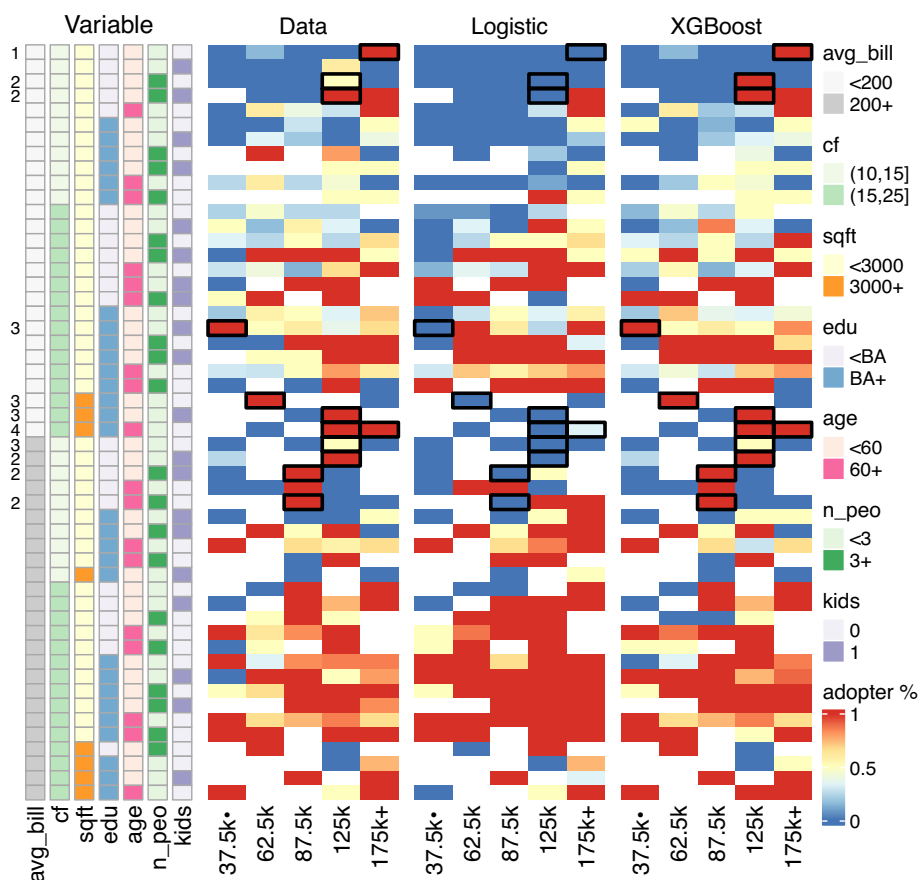 Variable Data Logistic XGBoost
1
2
2
3
3
3
4
3
2
2
2
avg_bill cf sqft edu age n_peo kids
37.5k• 62.5k 87.5k 125k 175k+
37.5k• 62.5k 87.5k 125k 175k+
37.5k• 62.5k 87.5k 125k 175k+
avg_bill
<200
200+
cf
(10,15]
(15,25]
sqft
<3000
3000+
edu
<BA
BA+
age
<60
60+
n_peo
<3
3+
kids
0
1
adopter %
1
0.5
0